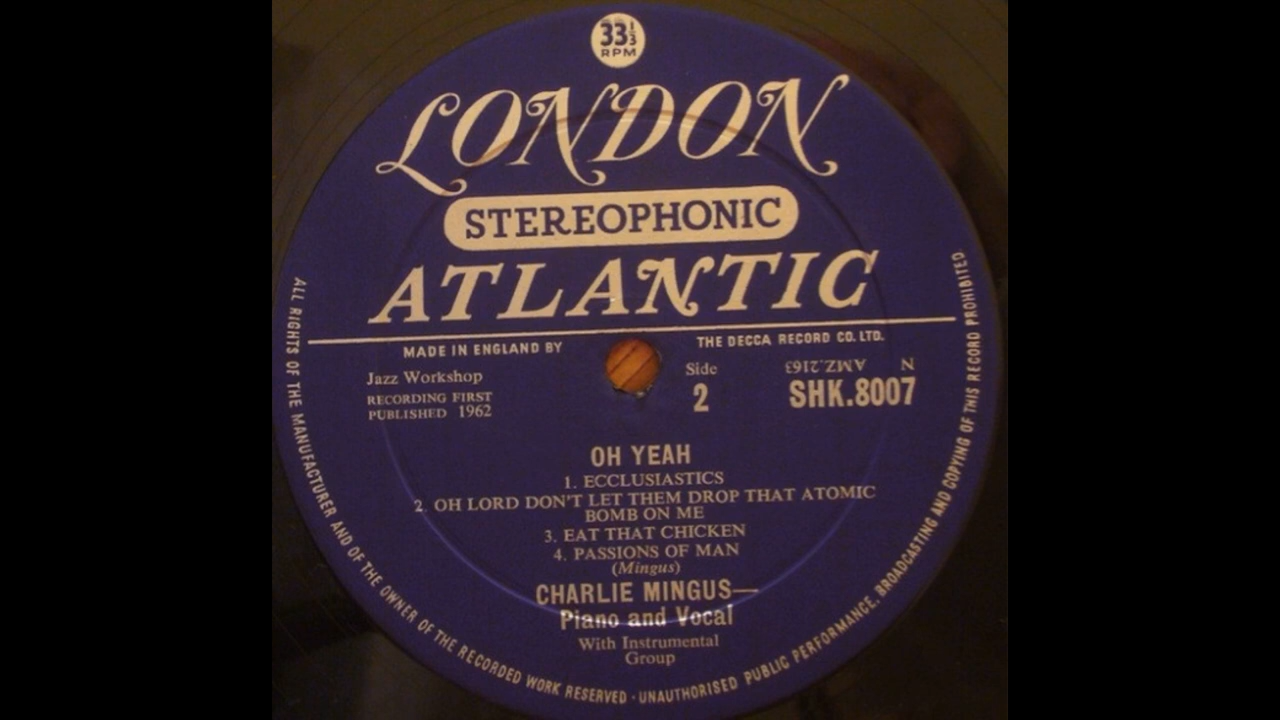 33 1/3
RPM
LONDON
STEREOPHONIC
ATLANTIC
MADE IN ENGLAND BY THE DECCA RECORD CO. LTD.
Jazz Workshop
RECORDING FIRST
PUBLISHED 1962
Side
2
AMZ.2163 N
SHK.8007
OH YEAH
1. ECCLUSIASTICS
2. OH LORD DON'T LET THEM DROP THAT ATOMIC
BOMB ON ME
3. EAT THAT CHICKEN
4. PASSIONS OF MAN
(Mingus)
CHARLIE MINGUS—
Piano and Vocal
With Instrumental
Group
ALL RIGHTS OF THE MANUFACTURER AND OF THE OWNER OF THE RECORDED WORK RESERVED · UNAUTHORISED PUBLIC PERFORMANCE, BROADCASTING AND COPYING OF THIS RECORD PROHIBITED.